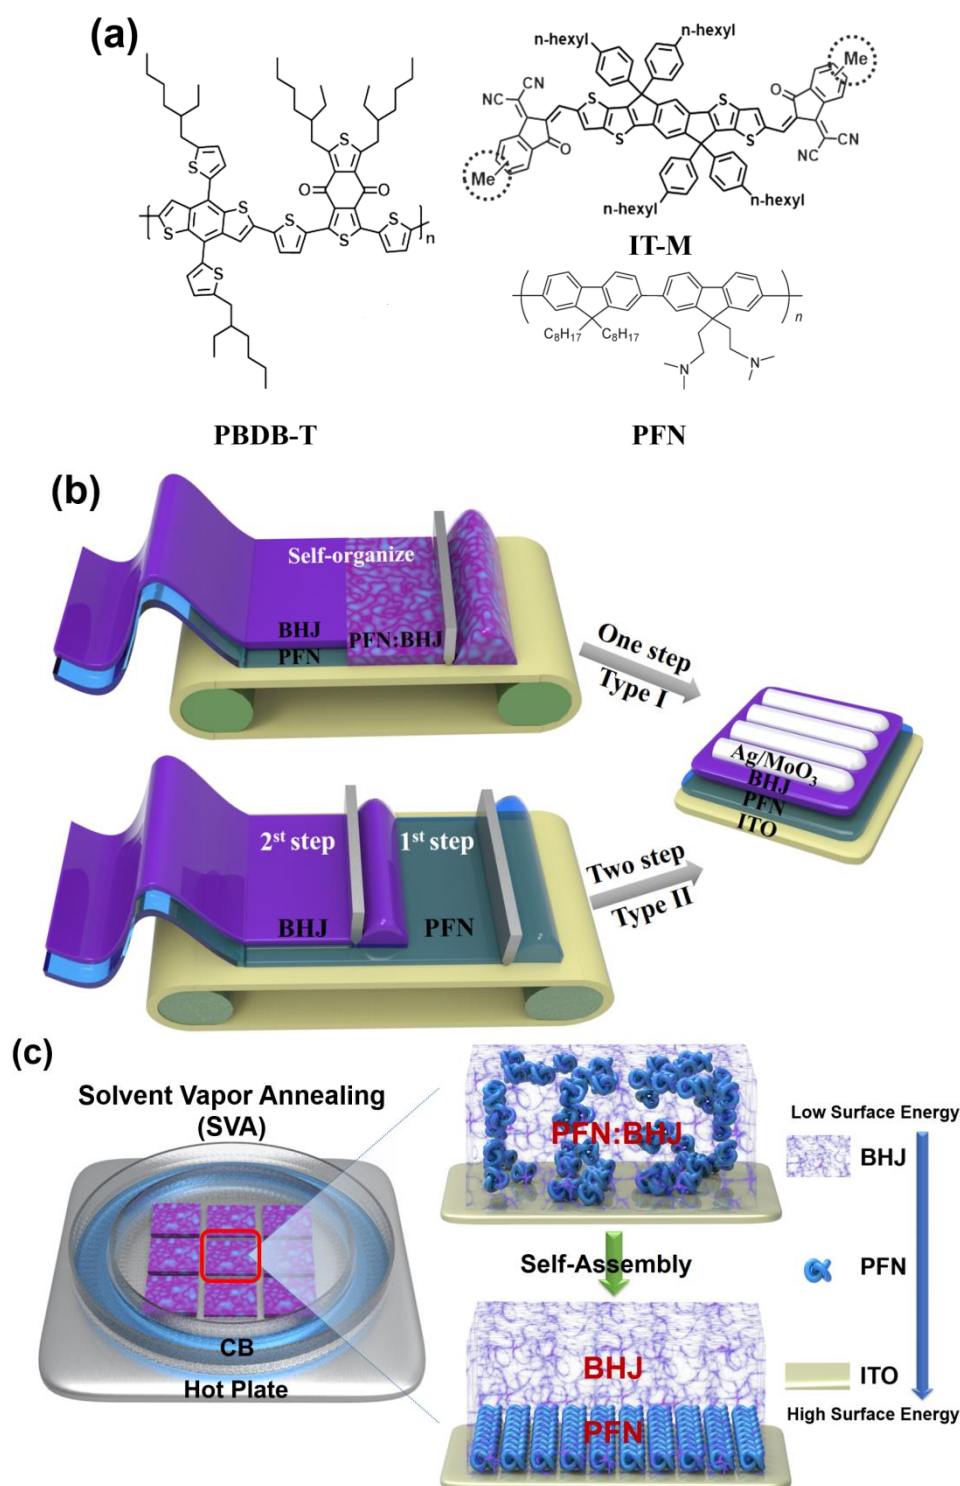 (a)
n-hexyl
n-hexyl
Me
NC
CN
S
S
O
S
S
O
NC
CN
Me
n-hexyl
n-hexyl
IT-M
S
S
O
O
S
S
S
S
S
S
n
PBDB-T
C8H17
C8H17
N
N
n
PFN
(b)
Self-organize
BHJ
PFN:BHJ
PFN
One step
Type I
Ag/MoO3
BHJ
PFN
ITO
2st step
1st step
BHJ
PFN
Two step
Type II
(c)
Solvent Vapor Annealing
(SVA)
CB
Hot Plate
PFN:BHJ
Self-Assembly
BHJ
PFN
Low Surface Energy
BHJ
PFN
ITO
High Surface Energy